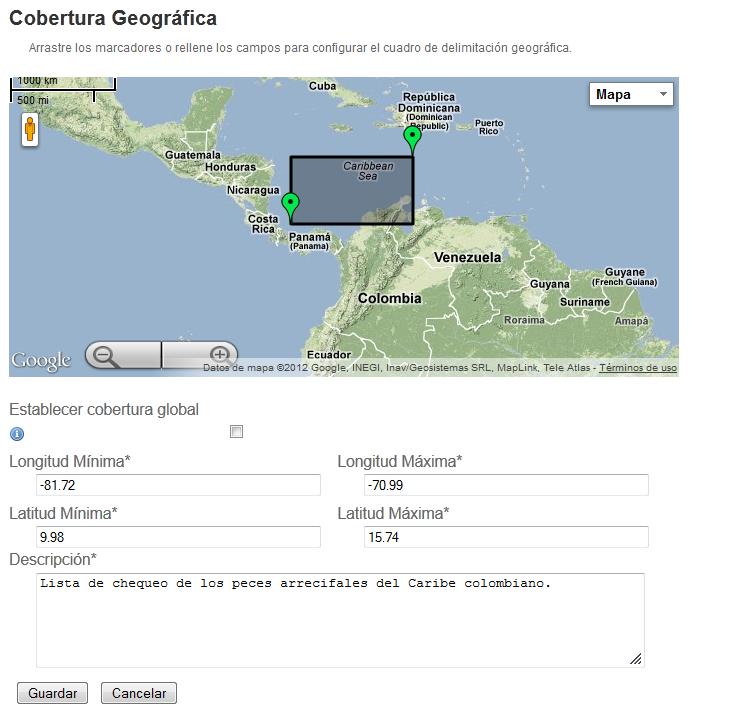 Cobertura Geográfica
Arrastre los marcadores o rellene los campos para configurar el cuadro de delimitación geográfica.
1000 km
500 mi
Cuba
Mapa
República
Dominicana
(Dominican
Republic)
Puerto
Rico
Guatemala
Honduras
Caribbean
Sea
Nicaragua
Costa
Rica
Panamá
(Panama)
Venezuela
Colombia
Guyana
Guyane
(French Guiana)
Suriname
Roraima
Amapá
Ecuador
Google
Datos de mapa ©2012 Google, INEGI, Inav/Geosistemas SRL, MapLink, Tele Atlas - Términos de uso
Establecer cobertura global
Longitud Mínima* Longitud Máxima*
-81.72 -70.99
Latitud Mínima* Latitud Máxima*
9.98 15.74
Descripción*
Lista de chequeo de los peces arrecifales del Caribe colombiano.
Guardar Cancelar